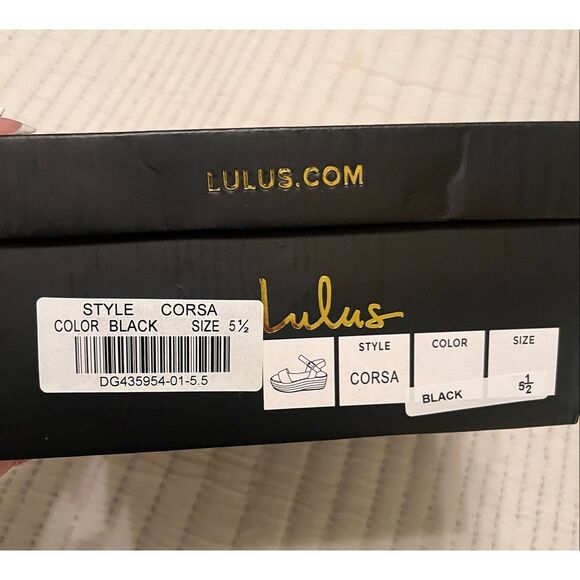 LULUS.COM
Lulus
STYLE CORSA
COLOR BLACK SIZE 5½
DG435954-01-5.5
STYLE
CORSA
COLOR
BLACK
SIZE
5½